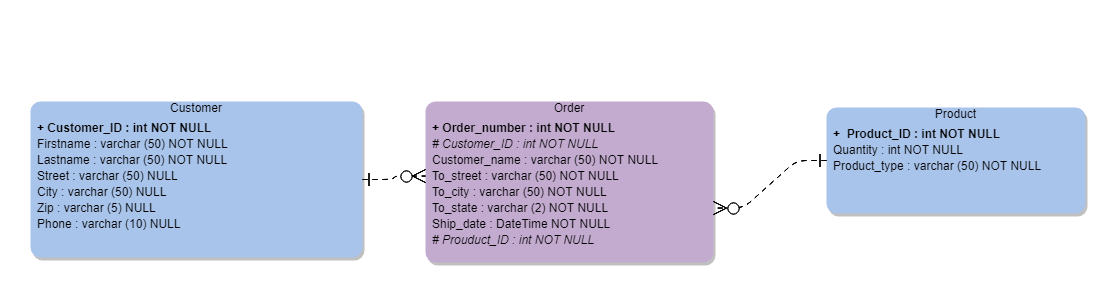 Customer
+ Customer_ID : int NOT NULL
Firstname : varchar (50) NOT NULL
Lastname : varchar (50) NOT NULL
Street : varchar (50) NULL
City : varchar (50) NULL
Zip : varchar (5) NULL
Phone : varchar (10) NULL
Order
+ Order_number : int NOT NULL
# Customer_ID : int NOT NULL
Customer_name : varchar (50) NOT NULL
To_street : varchar (50) NOT NULL
To_city : varchar (50) NOT NULL
To_state : varchar (2) NOT NULL
Ship_date : DateTime NOT NULL
# Prouduct_ID : int NOT NULL
Product
+ Product_ID : int NOT NULL
Quantity : int NOT NULL
Product_type : varchar (50) NOT NULL